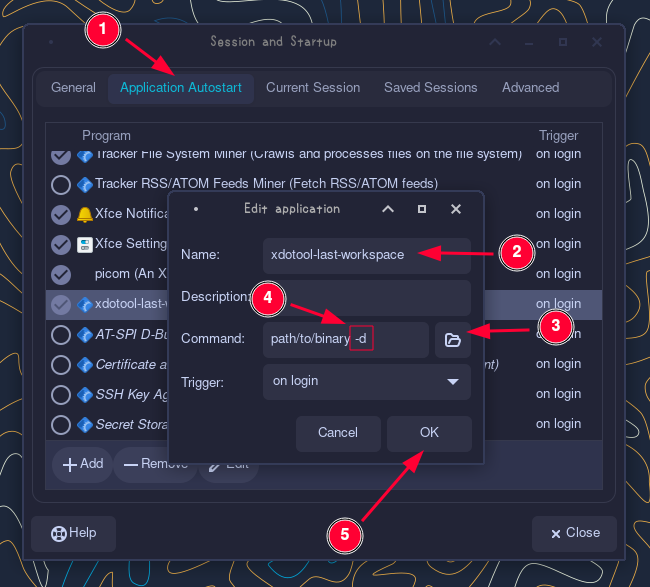 1
Session and Startup
General Application Autostart Current Session Saved Sessions Advanced
Program Trigger
Tracker File System Miner (Crawls and processes files on the file system) on login
Tracker RSS/ATOM Feeds Miner (Fetch RSS/ATOM feeds) on login
Xfce Notifica on login
Xfce Setting on login
picom (An X on login
xdotool-last-w on login
AT-SPI D-Bu on login
Certificate a nt) on login
SSH Key Ag on login
Secret Stora on login
Add Remove Edit
Help Close
Edit application
Name: xdotool-last-workspace 2
Description: 4
Command: path/to/binary -d 3
Trigger: on login
Cancel OK
5